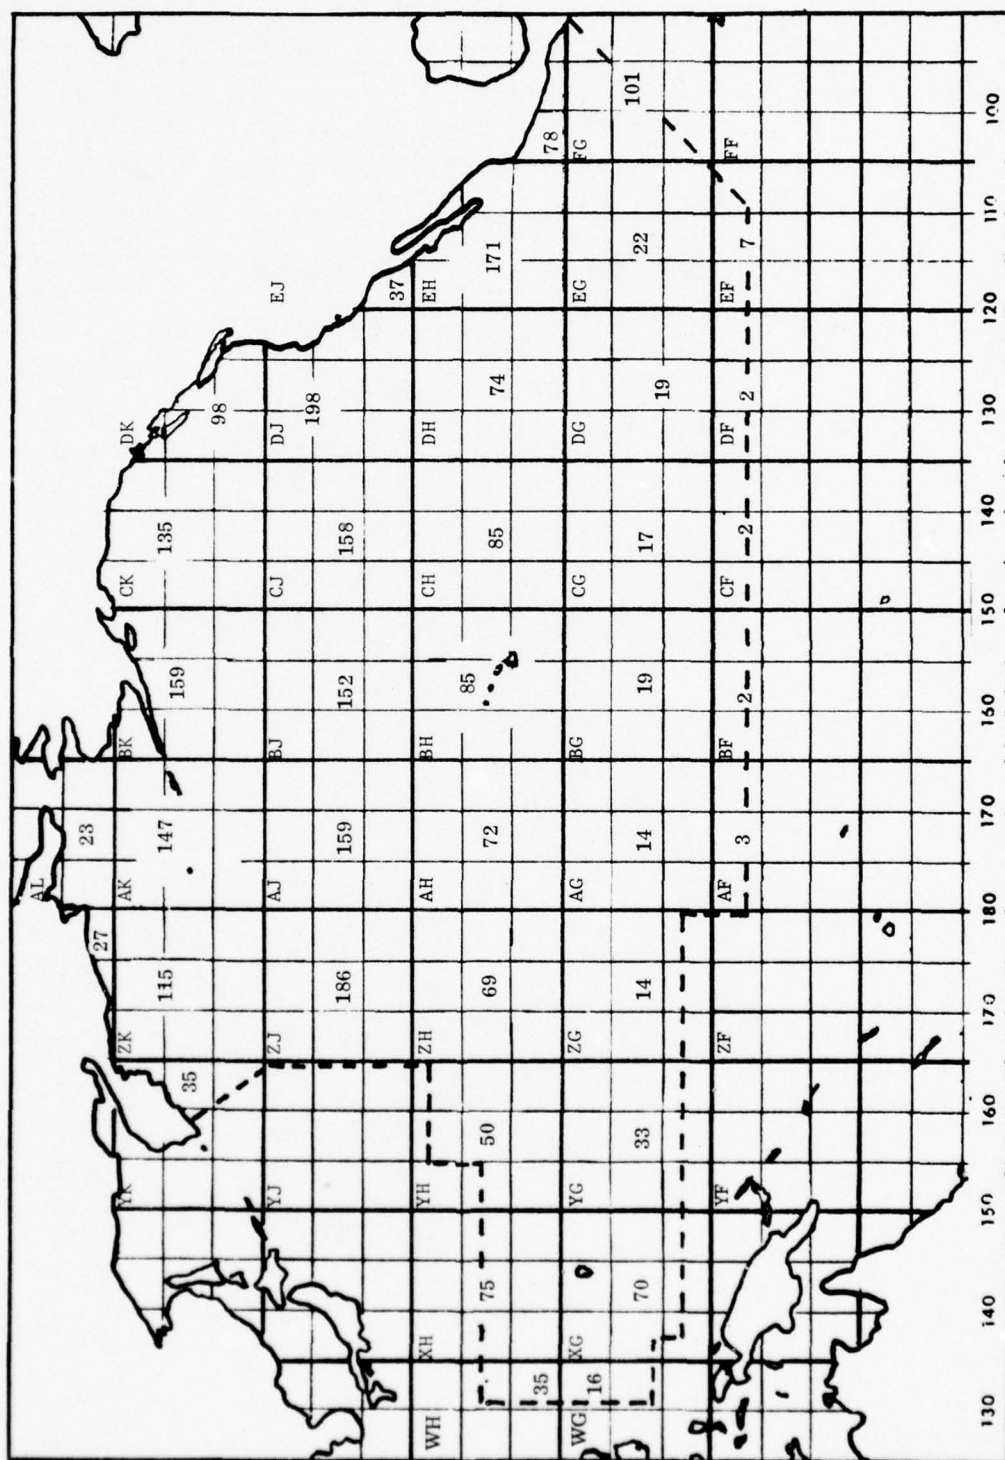 AL
27 23
YK ZK AK BK CK DK
35 115 147 159 135 98
YJ ZJ AJ BJ CJ DJ EJ
186 159 152 158 198
37
WH XH YH ZH AH BH CH DH EH
75 50 69 72 85 85 74 171
35 78
WG XG YG ZG AG BG CG DG EG FG
16
70 33 14 14 19 17 19 22 101
YF ZF AF BF CF DF EF FF
3 2 2 2 7
130 140 150 160 170 180 170 160 150 140 130 120 110 100